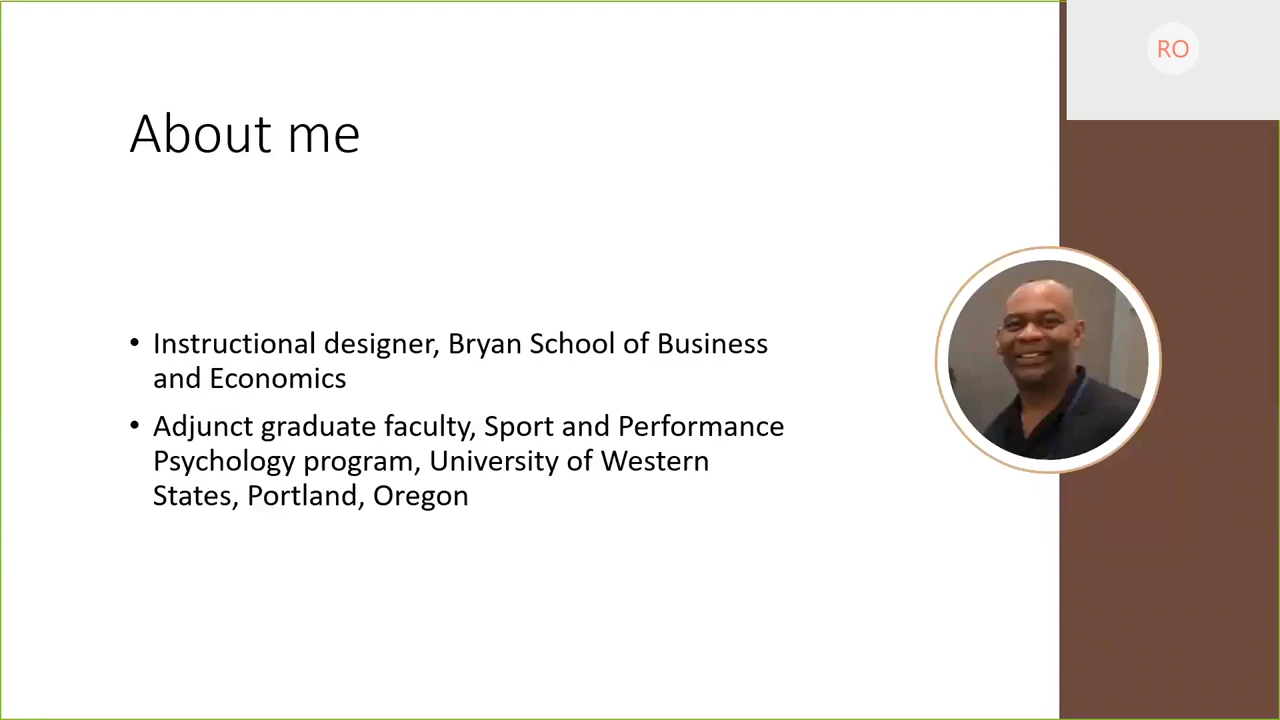 RO
About me
• Instructional designer, Bryan School of Business
and Economics
• Adjunct graduate faculty, Sport and Performance
Psychology program, University of Western
States, Portland, Oregon